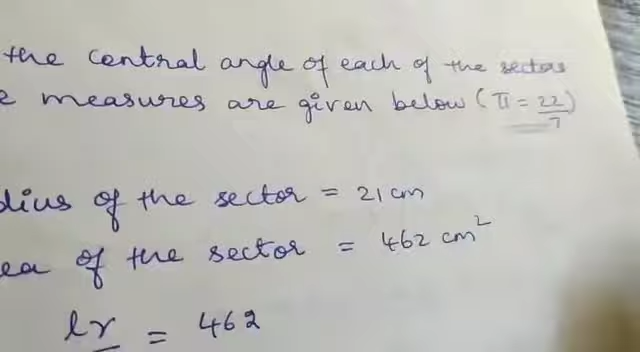 the central angle of each of the sectors
measures are given below (π = 22/7)
dius of the sector = 21 cm
ea of the sector = 462 cm²
lr = 462